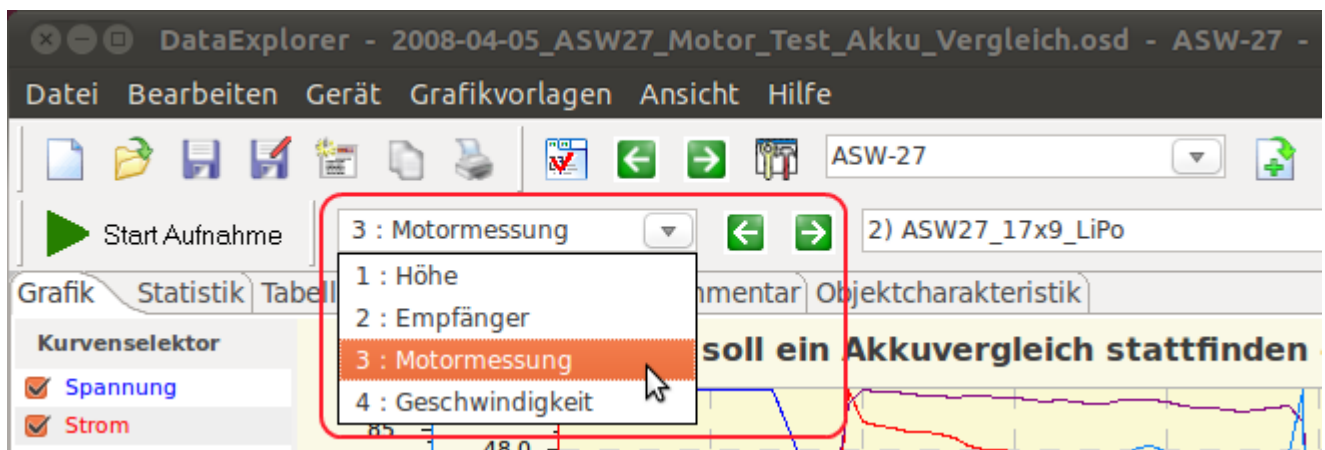 DataExplorer - 2008-04-05_ASW27_Motor_Test_Akku_Vergleich.osd - ASW-27 -
Datei Bearbeiten Gerät Grafikvorlagen Ansicht Hilfe
ASW-27
Start Aufnahme 3 : Motormessung 2) ASW27_17x9_LiPo
1 : Höhe
2 : Empfänger
3 : Motormessung
4 : Geschwindigkeit
Grafik Statistik Objektcharakteristik
Kurvenselektor soll ein Akkuvergleich stattfinden
Spannung
Strom
85
48.0